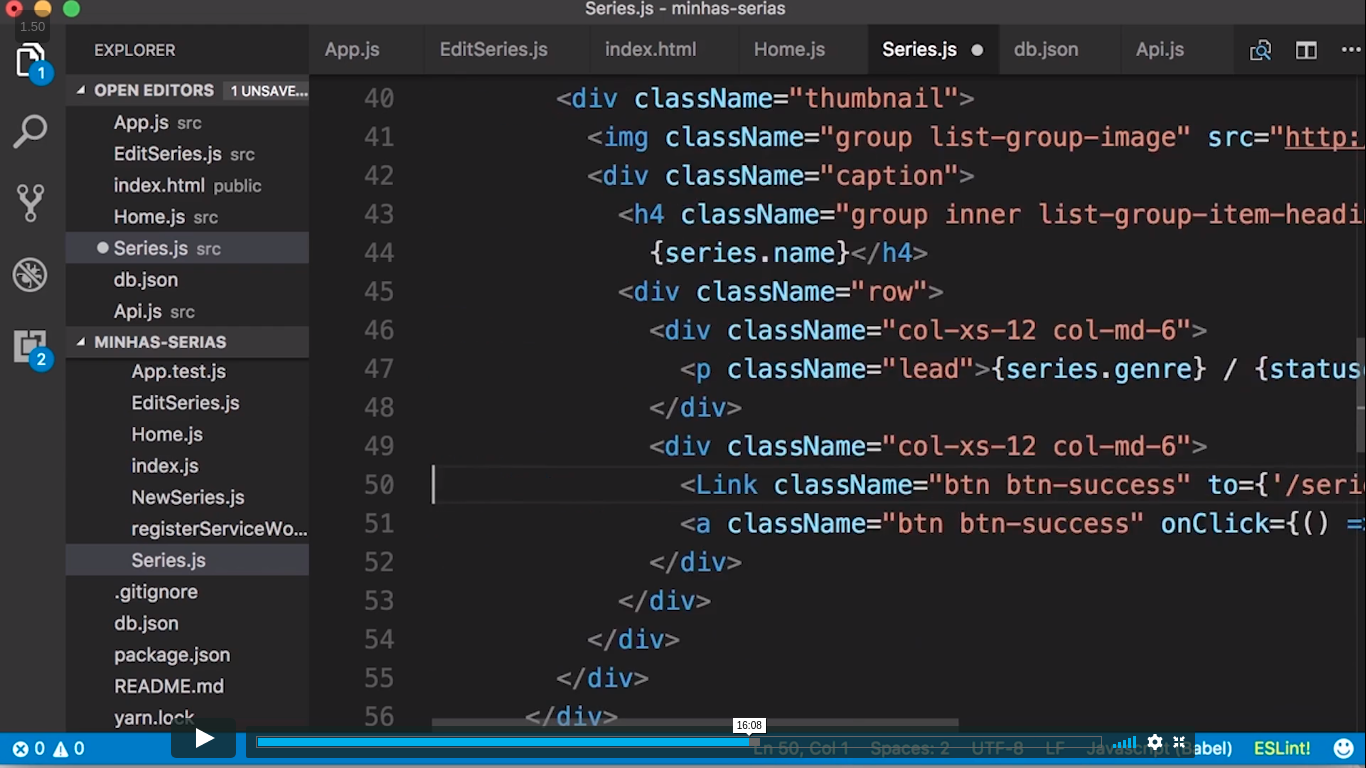 Series.js - minhas-serias
1.50
EXPLORER
App.js EditSeries.js index.html Home.js Series.js db.json Api.js
1
OPEN EDITORS 1 UNSAVE...
App.js src
EditSeries.js src
index.html public
Home.js src
Series.js src
db.json
Api.js src
2
MINHAS-SERIAS
App.test.js
EditSeries.js
Home.js
index.js
NewSeries.js
registerServiceWo...
Series.js
.gitignore
db.json
package.json
README.md
yarn.lock
40 <div className="thumbnail">
41 <img className="group list-group-image" src="http:
42 <div className="caption">
43 <h4 className="group inner list-group-item-headi
44 {series.name}</h4>
45 <div className="row">
46 <div className="col-xs-12 col-md-6">
47 <p className="lead">{series.genre} / {status
48 </div>
49 <div className="col-xs-12 col-md-6">
50 <Link className="btn btn-success" to={'/seri
51 <a className="btn btn-success" onClick={() =>
52 </div>
53 </div>
54 </div>
55 </div>
56 </div>
16:08
0 0 Ln 50, Col 1 Spaces: 2 UTF-8 LF Javascript (Babel) ESLint!